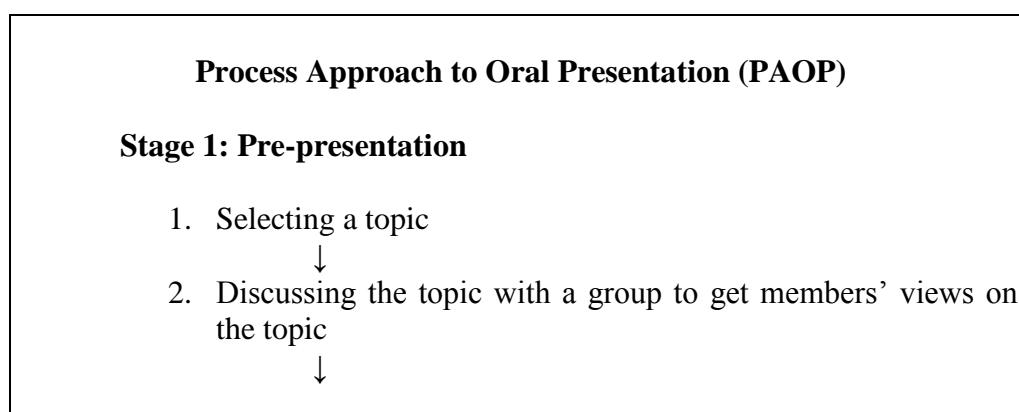 Process Approach to Oral Presentation (PAOP)
Stage 1: Pre-presentation
1. Selecting a topic
↓
2. Discussing the topic with a group to get members’ views on
the topic
↓